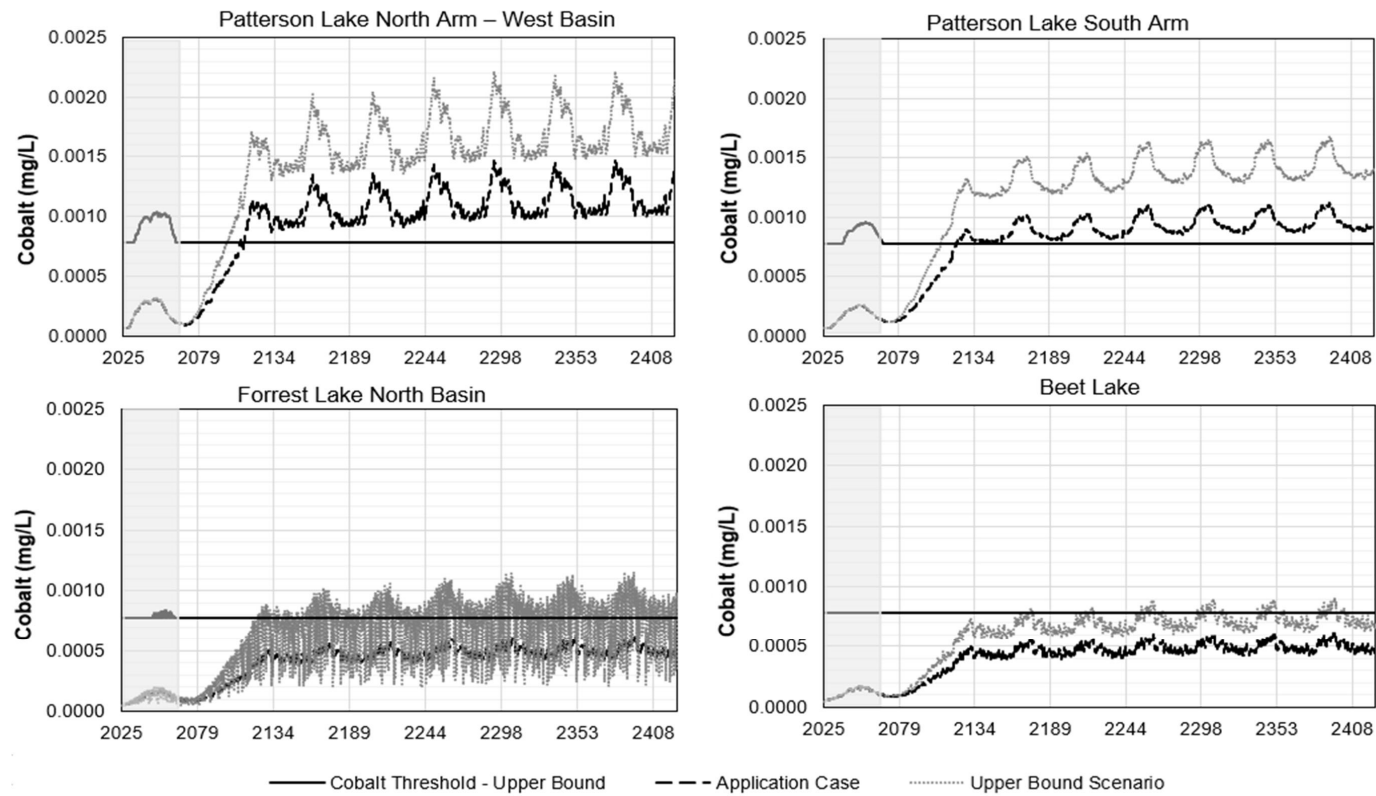 Patterson Lake North Arm – West Basin
Cobalt (mg/L)
0.0025
0.0020
0.0015
0.0010
0.0005
0.0000
2025 2079 2134 2189 2244 2298 2353 2408
Patterson Lake South Arm
Cobalt (mg/L)
0.0025
0.0020
0.0015
0.0010
0.0005
0.0000
2025 2079 2134 2189 2244 2298 2353 2408
Forrest Lake North Basin
Cobalt (mg/L)
0.0025
0.0020
0.0015
0.0010
0.0005
0.0000
2025 2079 2134 2189 2244 2298 2353 2408
Beet Lake
Cobalt (mg/L)
0.0025
0.0020
0.0015
0.0010
0.0005
0.0000
2025 2079 2134 2189 2244 2298 2353 2408
Cobalt Threshold - Upper Bound Application Case Upper Bound Scenario